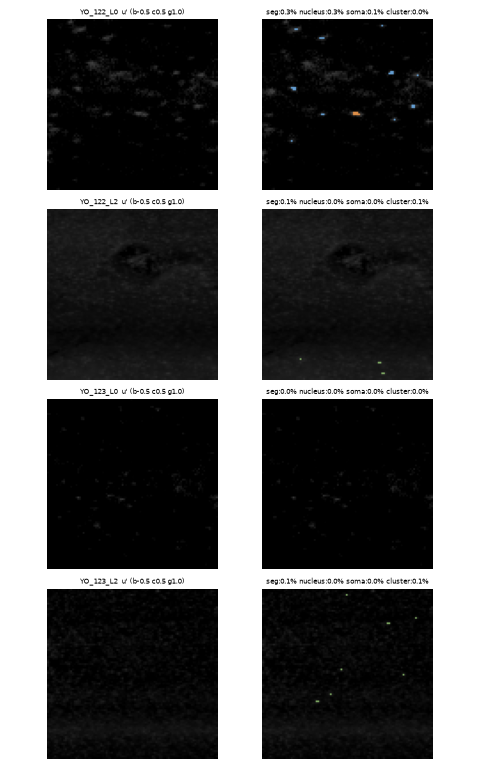 YO_122_L0 u' (b-0.5 c0.5 g1.0)
seg:0.3% nucleus:0.3% soma:0.1% cluster:0.0%
YO_122_L2 u' (b-0.5 c0.5 g1.0)
seg:0.1% nucleus:0.0% soma:0.0% cluster:0.1%
YO_123_L0 u' (b-0.5 c0.5 g1.0)
seg:0.0% nucleus:0.0% soma:0.0% cluster:0.0%
YO_123_L2 u' (b-0.5 c0.5 g1.0)
seg:0.1% nucleus:0.0% soma:0.0% cluster:0.1%